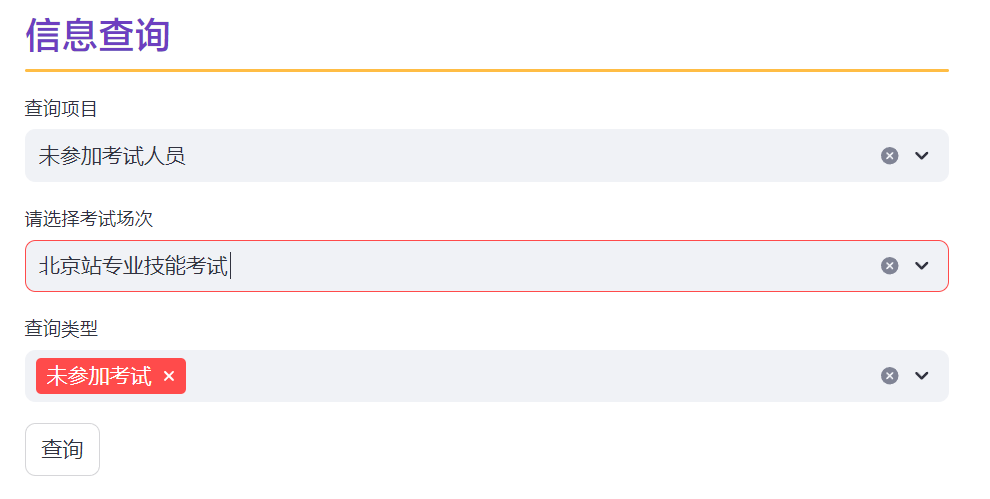 信息查询
查询项目
未参加考试人员
请选择考试场次
北京站专业技能考试
查询类型
未参加考试
查询